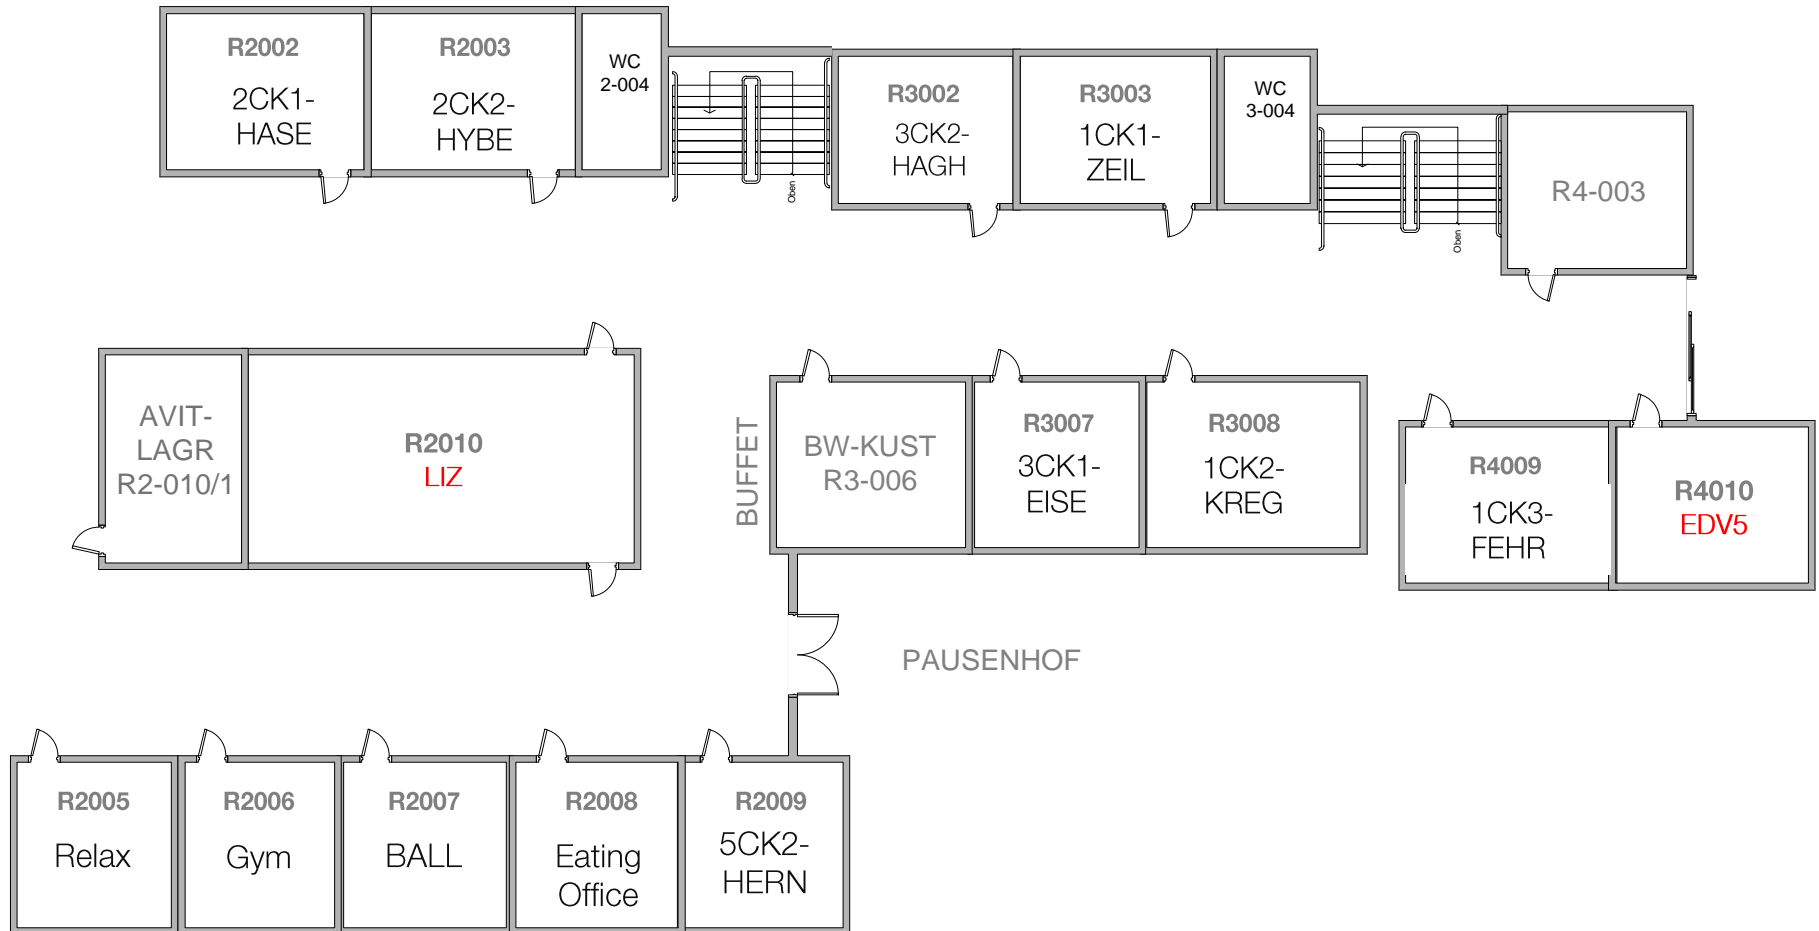 R2002
2CK1-
HASE
R2003
2CK2-
HYBE
WC
2-004
Oben
R3002
3CK2-
HAGH
R3003
1CK1-
ZEIL
WC
3-004
Oben
R4-003
AVIT-
LAGR
R2-010/1
R2010
LIZ
BUFFET
BW-KUST
R3-006
R3007
3CK1-
EISE
R3008
1CK2-
KREG
R4009
1CK3-
FEHR
R4010
EDV5
PAUSENHOF
R2005
Relax
R2006
Gym
R2007
BALL
R2008
Eating
Office
R2009
5CK2-
HERN